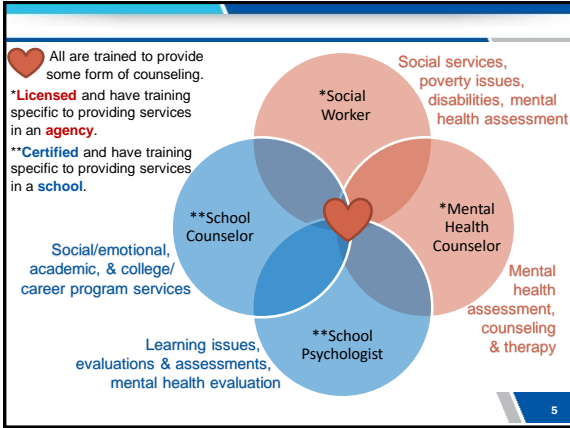 All are trained to provide
some form of counseling.
*Licensed and have training
specific to providing services
in an agency.
**Certified and have training
specific to providing services
in a school.
Social services,
poverty issues,
disabilities, mental
health assessment
*Social
Worker
**School
Counselor
*Mental
Health
Counselor
Social/emotional,
academic, & college/
career program services
Mental
health
assessment,
counseling
& therapy
**School
Psychologist
Learning issues,
evaluations & assessments,
mental health evaluation
5